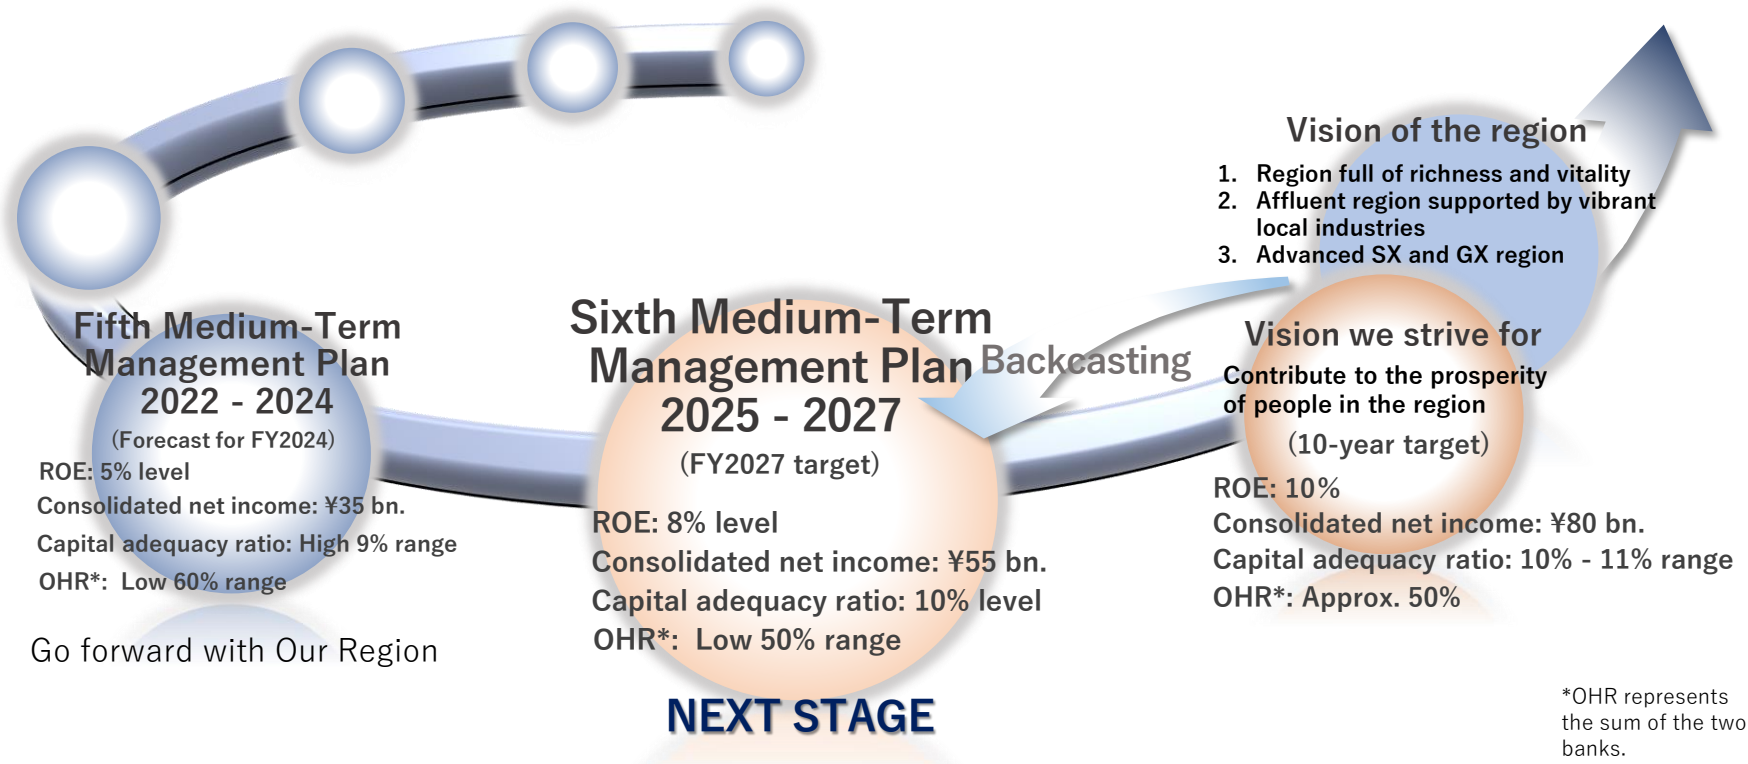 Fifth Medium-Term
Management Plan
2022 - 2024
(Forecast for FY2024)
ROE: 5% level
Consolidated net income: ¥35 bn.
Capital adequacy ratio: High 9% range
OHR*: Low 60% range
Go forward with Our Region
Sixth Medium-Term
Management Plan
2025 - 2027
(FY2027 target)
ROE: 8% level
Consolidated net income: ¥55 bn.
Capital adequacy ratio: 10% level
OHR*: Low 50% range
NEXT STAGE
Backcasting
Vision of the region
1. Region full of richness and vitality
2. Affluent region supported by vibrant
local industries
3. Advanced SX and GX region
Vision we strive for
Contribute to the prosperity
of people in the region
(10-year target)
ROE: 10%
Consolidated net income: ¥80 bn.
Capital adequacy ratio: 10% - 11% range
OHR*: Approx. 50%
*OHR represents
the sum of the two
banks.